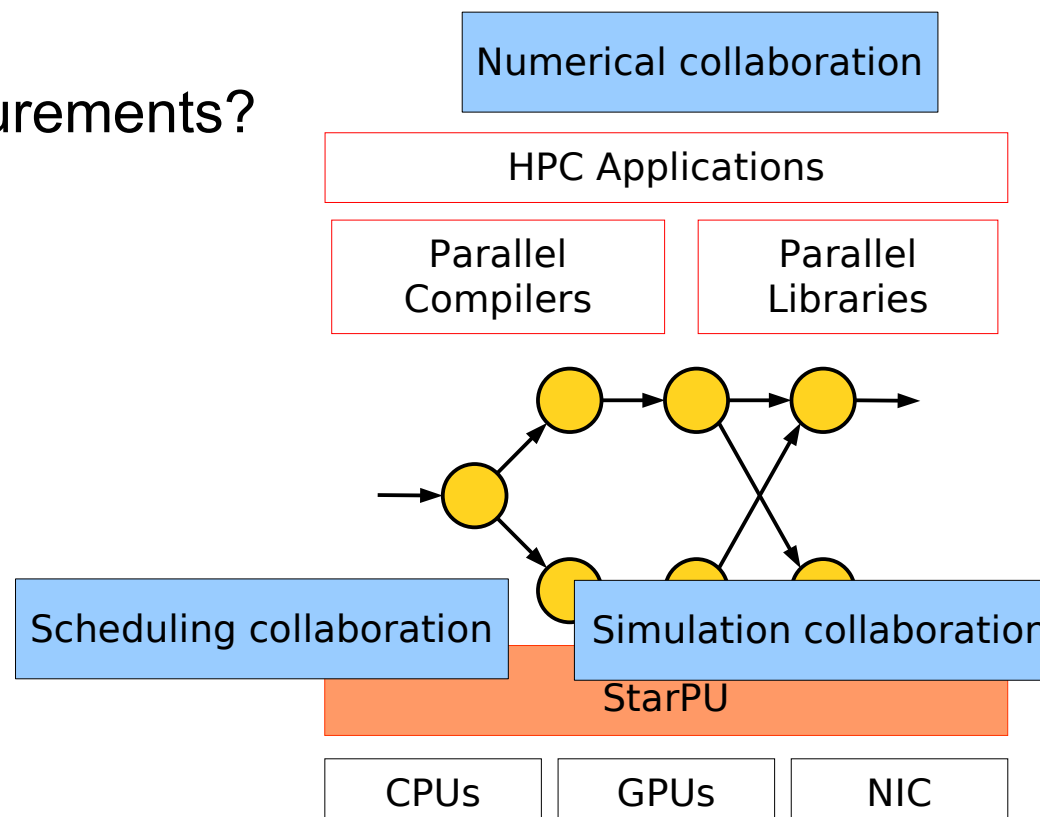 Numerical collaboration
urements?
HPC Applications
Parallel
Compilers
Parallel
Libraries
Scheduling collaboration
Simulation collaboration
StarPU
CPUs
GPUs
NIC